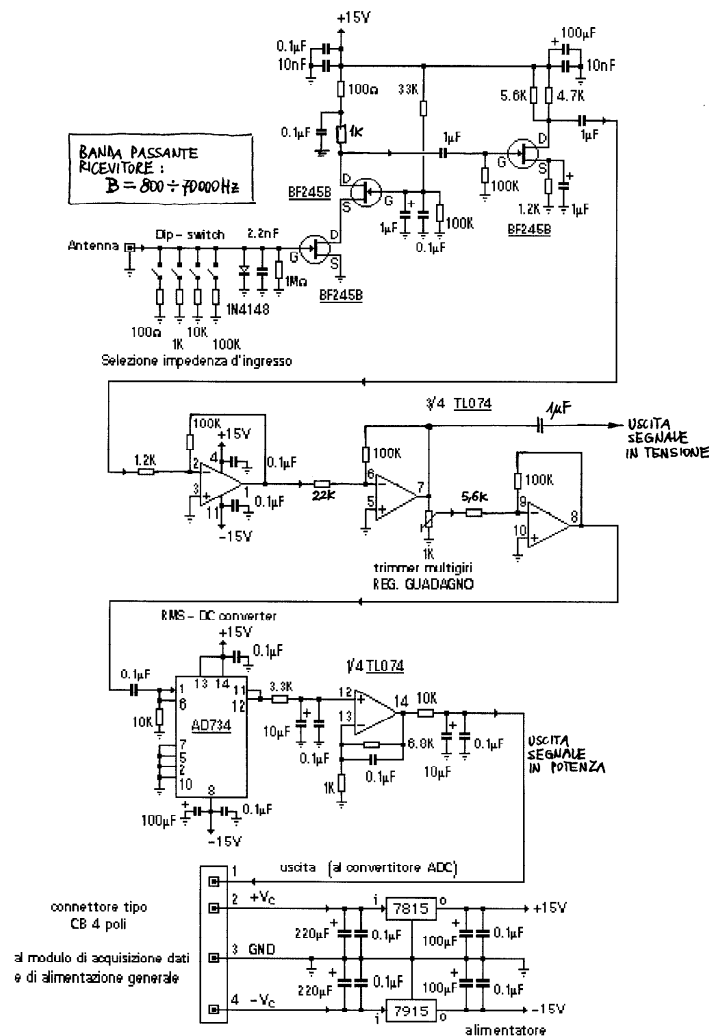 +15V
0.1µF
10nF
100Ω
33K
5.6K
4.7K
100µF
10nF
0.1µF
1K
1µF
1µF
BANDA PASSANTE
RICEVITORE :
B = 800 ÷ 70000 Hz
D
G
S
100K
1.2K
1µF
BF245B
BF245B
D
S
G
1µF
0.1µF
100K
Antenna
Dip - switch
2.2nF
G
D
S
1MΩ
1N4148
BF245B
100Ω
1K
10K
100K
Selezione impedenza d'ingresso
3/4 TL074
1µF
USCITA
SEGNALE
IN TENSIONE
100K
+15V
1.2K
2
4
0.1µF
3
1
11
0.1µF
-15V
22K
100K
6
7
5
1K
5,6K
100K
9
8
10
trimmer multigiri
REG. GUADAGNO
RMS - DC converter
+15V
0.1µF
0.1µF
13
14
1
6
11
12
10K
AD734
7
5
2
10
8
100µF
0.1µF
-15V
3.3K
10µF
0.1µF
1/4 TL074
12
14
13
10K
6.8K
0.1µF
1K
10µF
0.1µF
USCITA
SEGNALE
IN POTENZA
1
uscita (al convertitore ADC)
connettore tipo
CB 4 poli
2
+Vc
i
7815
o
+15V
220µF
0.1µF
100µF
0.1µF
al modulo di acquisizione dati
e di alimentazione generale
3
GND
220µF
0.1µF
100µF
0.1µF
4
-Vc
i
7915
o
-15V
alimentatore